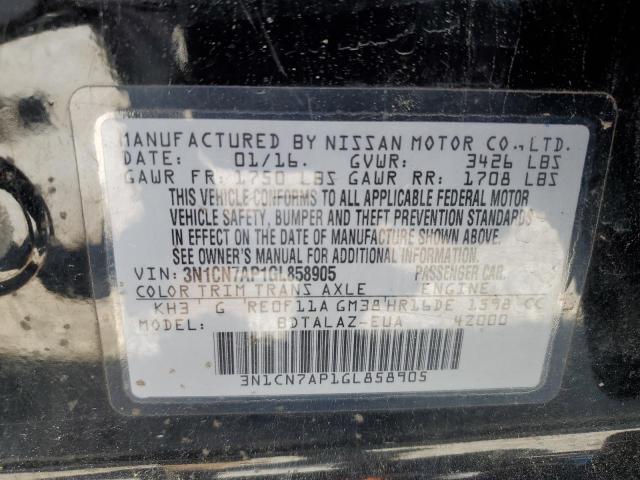 MANUFACTURED BY NISSAN MOTOR CO., LTD.
DATE: 01/16. GVWR: 3426 LBS
GAWR FR: 1750 LBS GAWR RR: 1708 LBS
THIS VEHICLE CONFORMS TO ALL APPLICABLE FEDERAL MOTOR
VEHICLE SAFETY, BUMPER AND THEFT PREVENTION STANDARDS
IN EFFECT ON THE DATE OF MANUFACTURE SHOWN ABOVE.
SEE OWNER'S MANUAL FOR ADDITIONAL INFORMATION.
VIN: 3N1CN7AP1GL858905 PASSENGER CAR.
COLOR TRIM TRANS AXLE ENGINE
KH3 G RE0F11A GM38 HR16DE 1598 CC
MODEL: BDTALAZ-EUA 42000
3N1CN7AP1GL858905